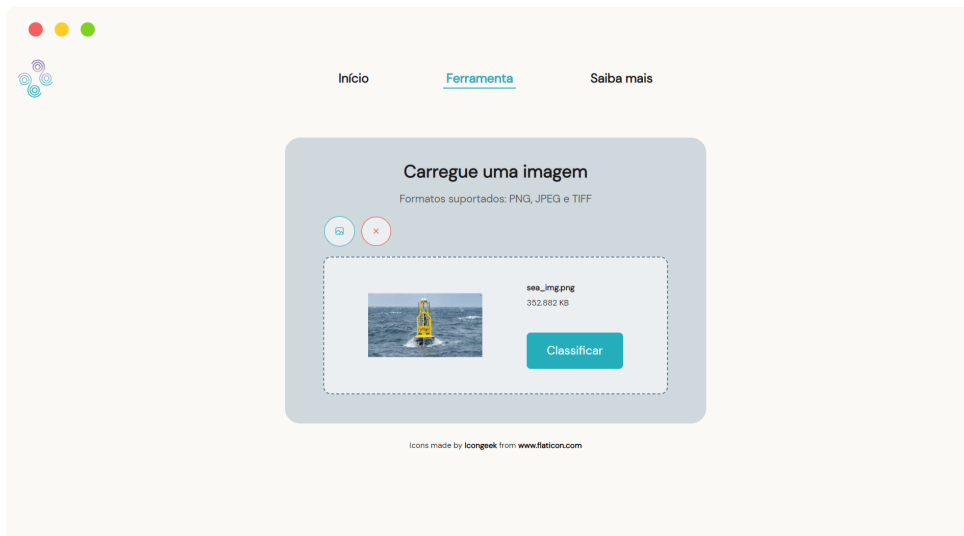 Início
Ferramenta
Saiba mais
Carregue uma imagem
Formatos suportados: PNG, JPEG e TIFF
sea_img.png
352.882 KB
Classificar
Icons made by Icongeek from www.flaticon.com